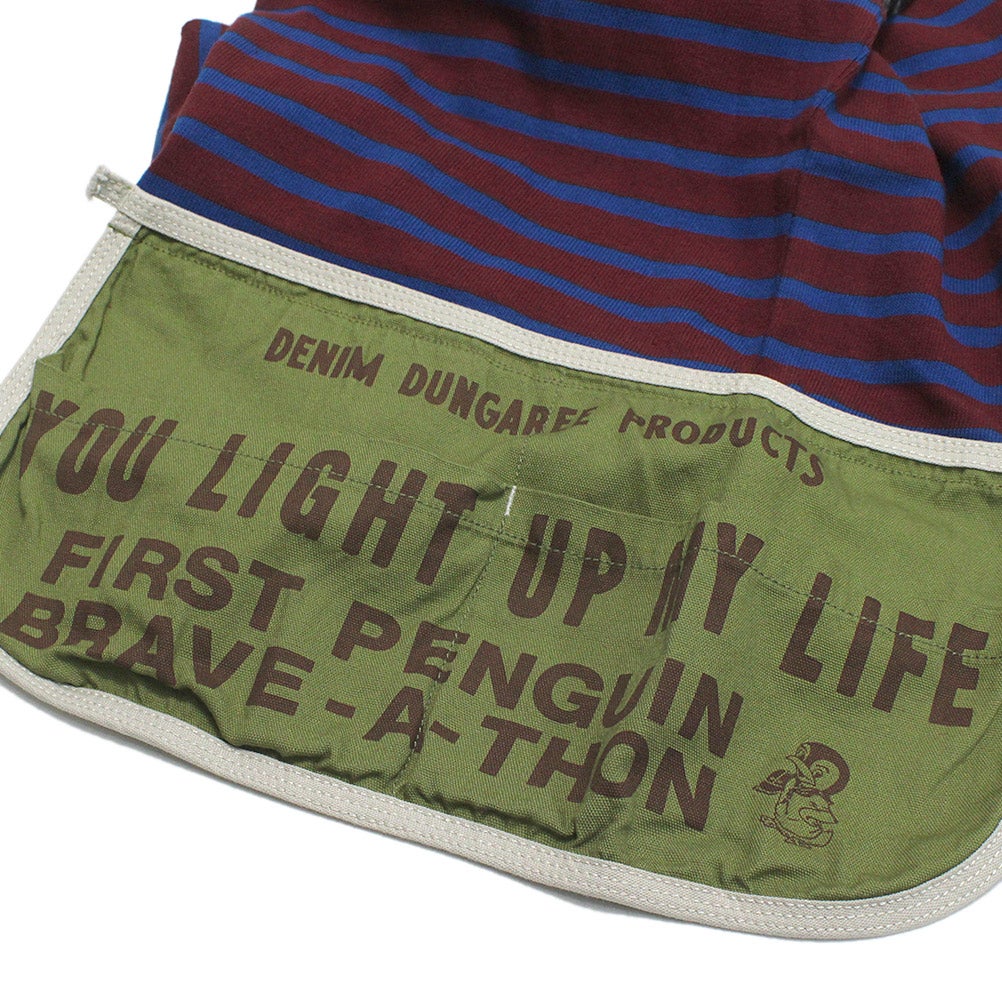 DENIM DUNGAREE PRODUCTS
YOU LIGHT UP MY LIFE
FIRST PENGUIN
BRAVE-A-THON